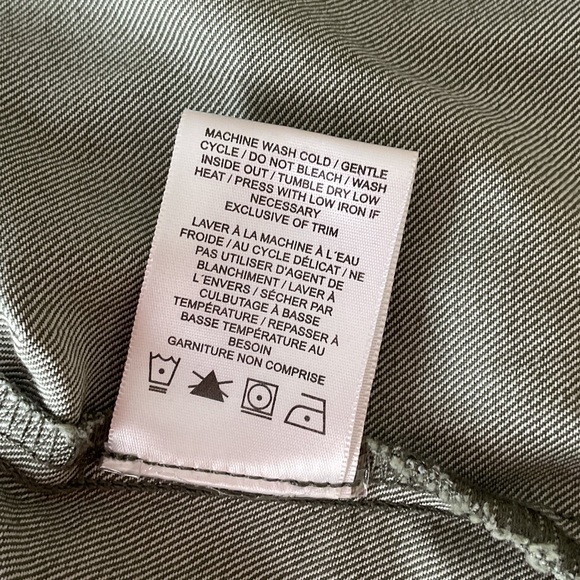 MACHINE WASH COLD / GENTLE
CYCLE / DO NOT BLEACH / WASH
INSIDE OUT / TUMBLE DRY LOW
HEAT / PRESS WITH LOW IRON IF
NECESSARY
EXCLUSIVE OF TRIM
LAVER À LA MACHINE À L´EAU
FROIDE / AU CYCLE DÉLICAT / NE
PAS UTILISER D'AGENT DE
BLANCHIMENT / LAVER À
L´ENVERS / SÉCHER PAR
CULBUTAGE À BASSE
TEMPÉRATURE / REPASSER À
BASSE TEMPÉRATURE AU
BESOIN
GARNITURE NON COMPRISE